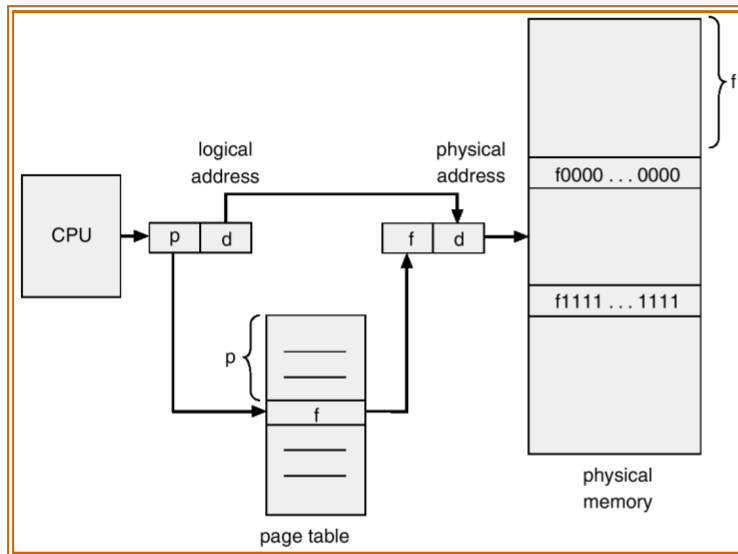 f
logical
address
physical
address
f0000 . . . 0000
CPU
p
d
f
d
f1111 . . . 1111
p
f
physical
memory
page table